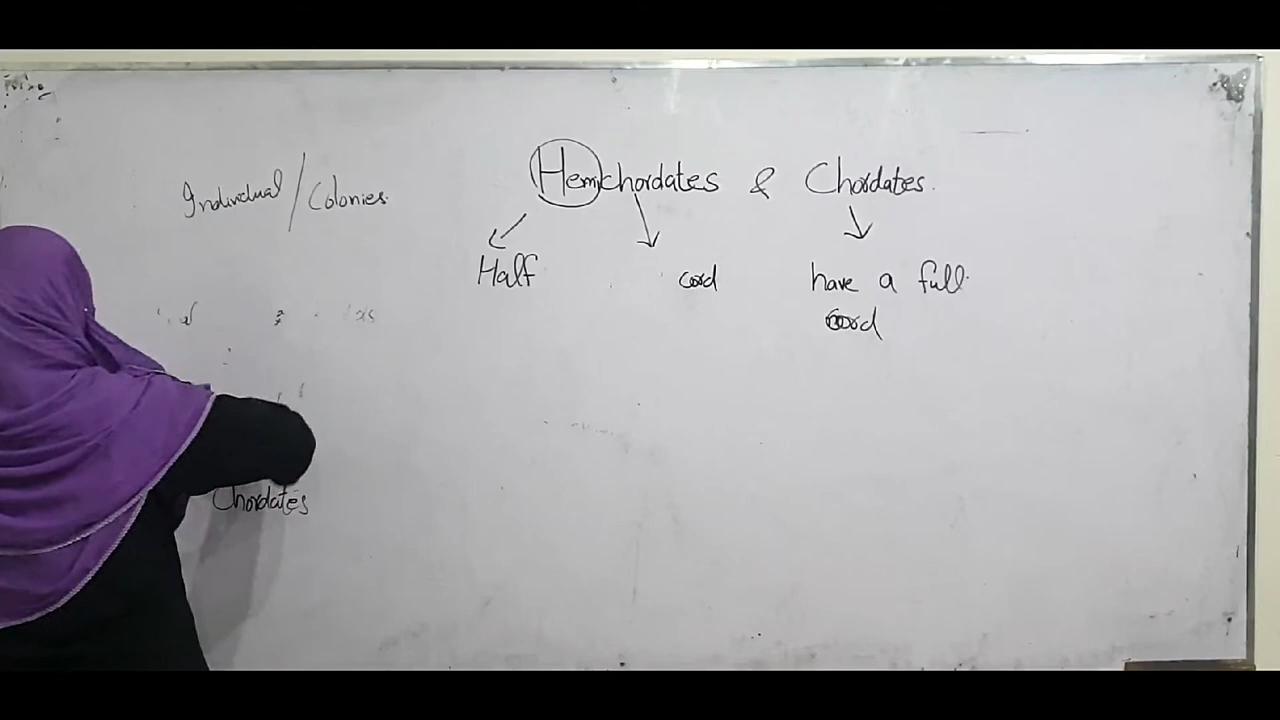 Hemichordates & Chordates.
Individual / Colonies.
Half cord have a full
cord
Chordates